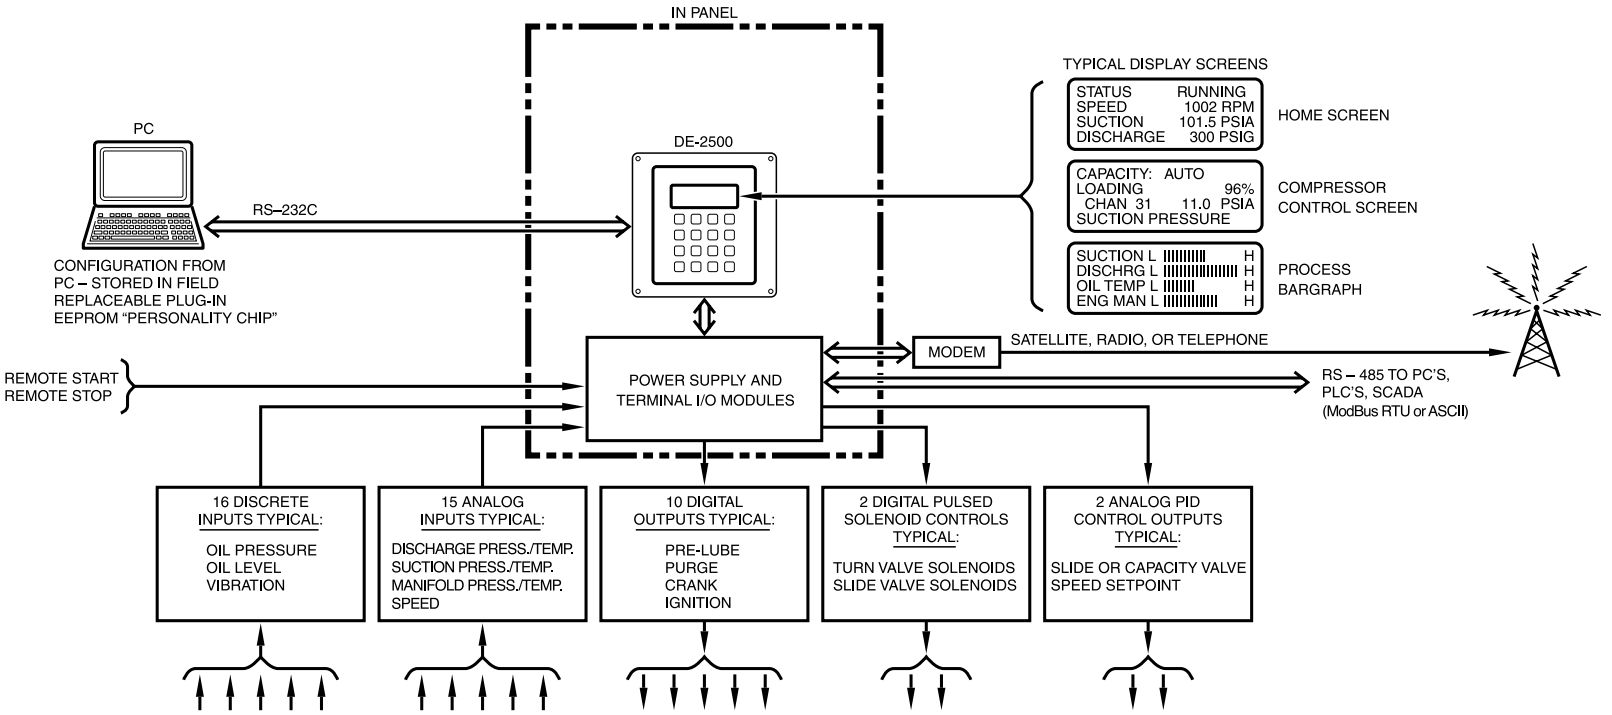 IN PANEL
TYPICAL DISPLAY SCREENS
STATUS RUNNING
SPEED 1002 RPM
SUCTION 101.5 PSIA
DISCHARGE 300 PSIG
HOME SCREEN
CAPACITY: AUTO
LOADING 96%
CHAN 31 11.0 PSIA
SUCTION PRESSURE
COMPRESSOR
CONTROL SCREEN
SUCTION L H
DISCHRG L H
OIL TEMP L H
ENG MAN L H
PROCESS
BARGRAPH
PC
DE-2500
RS–232C
CONFIGURATION FROM
PC – STORED IN FIELD
REPLACEABLE PLUG-IN
EEPROM “PERSONALITY CHIP”
REMOTE START
REMOTE STOP
POWER SUPPLY AND
TERMINAL I/O MODULES
MODEM
SATELLITE, RADIO, OR TELEPHONE
RS – 485 TO PC'S,
PLC'S, SCADA
(ModBus RTU or ASCII)
16 DISCRETE
INPUTS TYPICAL:
OIL PRESSURE
OIL LEVEL
VIBRATION
15 ANALOG
INPUTS TYPICAL:
DISCHARGE PRESS./TEMP.
SUCTION PRESS./TEMP.
MANIFOLD PRESS./TEMP.
SPEED
10 DIGITAL
OUTPUTS TYPICAL:
PRE-LUBE
PURGE
CRANK
IGNITION
2 DIGITAL PULSED
SOLENOID CONTROLS
TYPICAL:
TURN VALVE SOLENOIDS
SLIDE VALVE SOLENOIDS
2 ANALOG PID
CONTROL OUTPUTS
TYPICAL:
SLIDE OR CAPACITY VALVE
SPEED SETPOINT